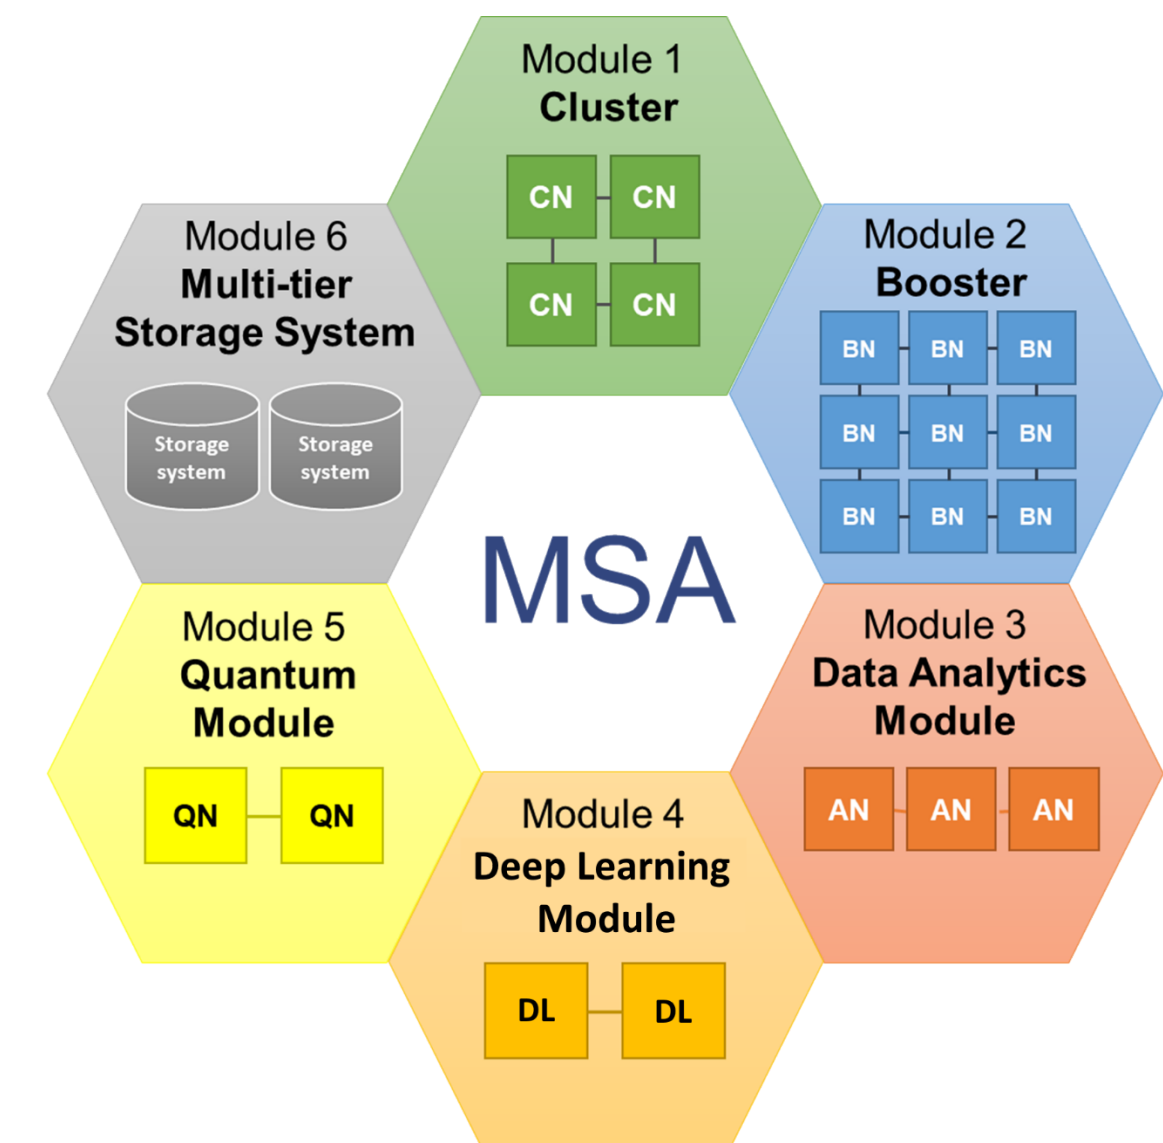 Module 1
Cluster
CN CN
CN CN
Module 2
Booster
BN BN BN
BN BN BN
BN BN BN
Module 3
Data Analytics
Module
AN AN AN
Module 4
Deep Learning
Module
DL DL
Module 5
Quantum
Module
QN QN
Module 6
Multi-tier
Storage System
Storage
system
Storage
system
MSA